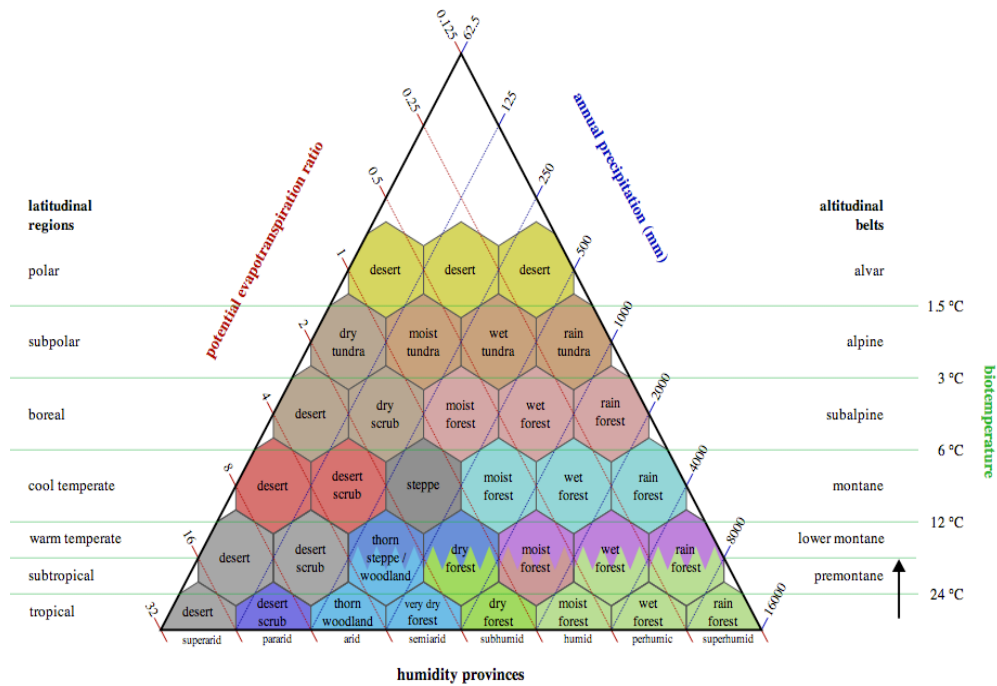 0.125
62.5
0.25
125
0.5
250
potential evapotranspiration ratio
annual precipitation (mm)
latitudinal
regions
altitudinal
belts
1
500
polar
desert
desert
desert
alvar
1.5 °C
2
1000
subpolar
dry
tundra
moist
tundra
wet
tundra
rain
tundra
alpine
3 °C
4
2000
boreal
desert
dry
scrub
moist
forest
wet
forest
rain
forest
subalpine
biotemperature
6 °C
8
4000
cool temperate
desert
desert
scrub
steppe
moist
forest
wet
forest
rain
forest
montane
12 °C
16
8000
warm temperate
lower montane
desert
desert
scrub
thorn
steppe /
woodland
dry
forest
moist
forest
wet
forest
rain
forest
subtropical
premontane
24 °C
32
16000
tropical
desert
desert
scrub
thorn
woodland
very dry
forest
dry
forest
moist
forest
wet
forest
rain
forest
superarid
pararid
arid
semiarid
subhumid
humid
perhumic
superhumid
humidity provinces